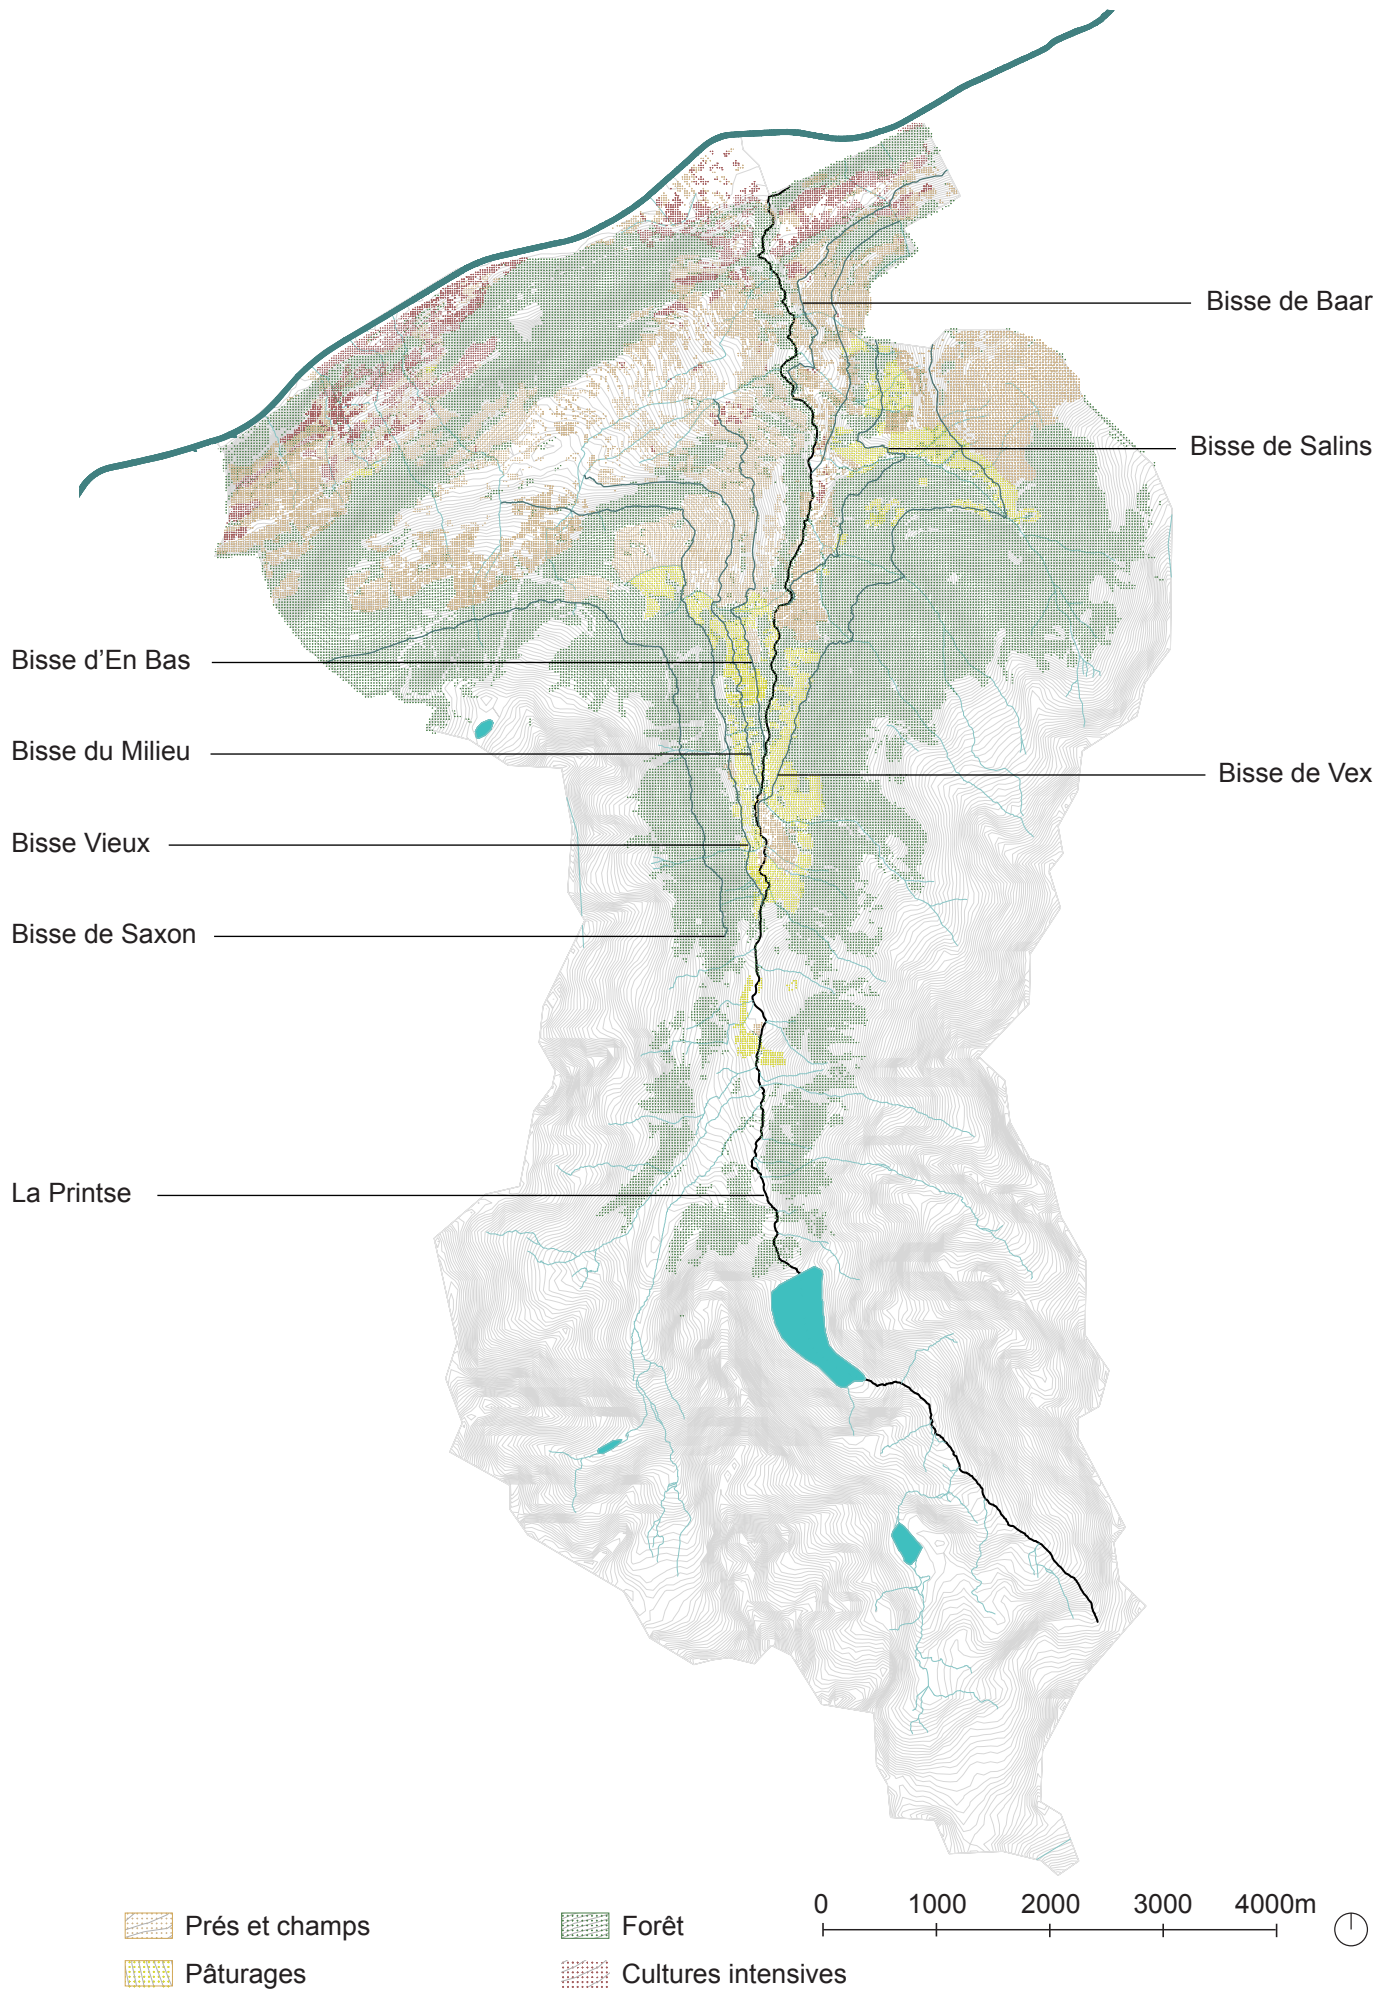 Bisse de Baar
Bisse de Salins
Bisse d'En Bas
Bisse du Milieu
Bisse de Vex
Bisse Vieux
Bisse de Saxon
La Printse
0 1000 2000 3000 4000m
Prés et champs
Forêt
Pâturages
Cultures intensives